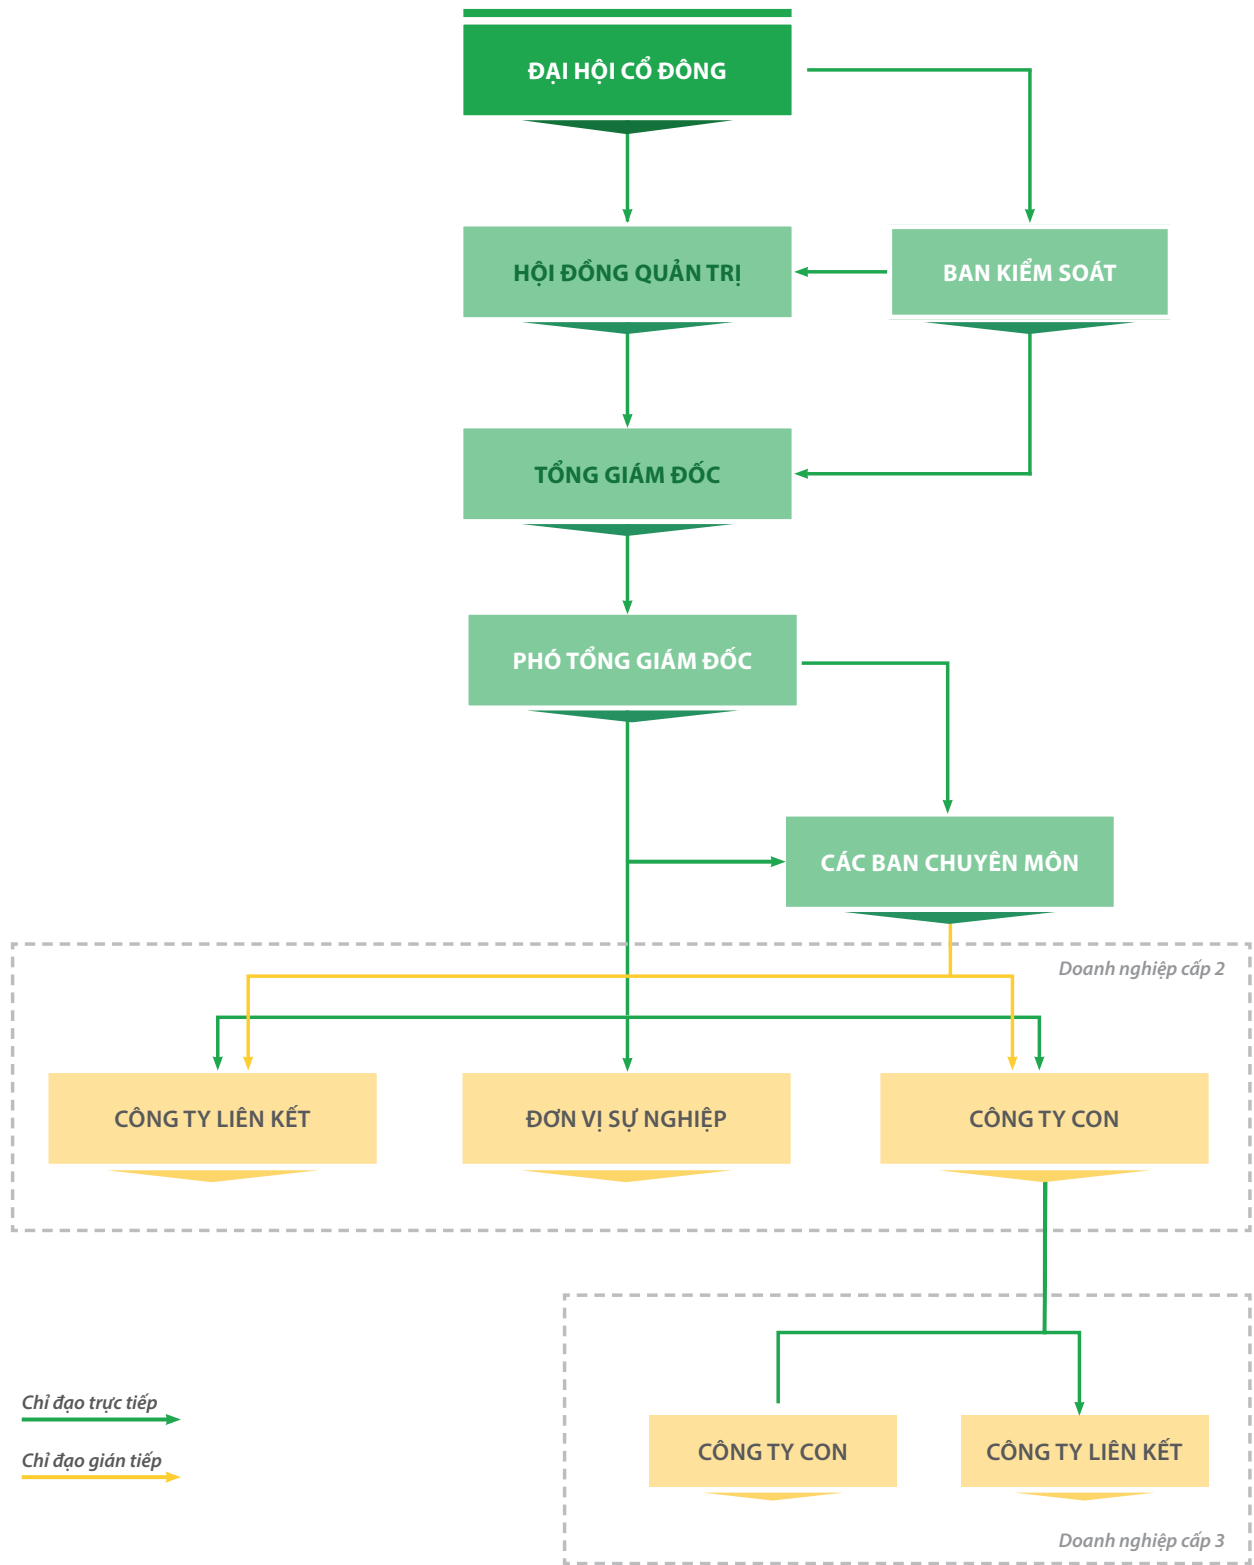 ĐẠI HỘI CỔ ĐÔNG
HỘI ĐỒNG QUẢN TRỊ
BAN KIỂM SOÁT
TỔNG GIÁM ĐỐC
PHÓ TỔNG GIÁM ĐỐC
CÁC BAN CHUYÊN MÔN
Doanh nghiệp cấp 2
CÔNG TY LIÊN KẾT
ĐƠN VỊ SỰ NGHIỆP
CÔNG TY CON
Chỉ đạo trực tiếp
Chỉ đạo gián tiếp
CÔNG TY CON
CÔNG TY LIÊN KẾT
Doanh nghiệp cấp 3